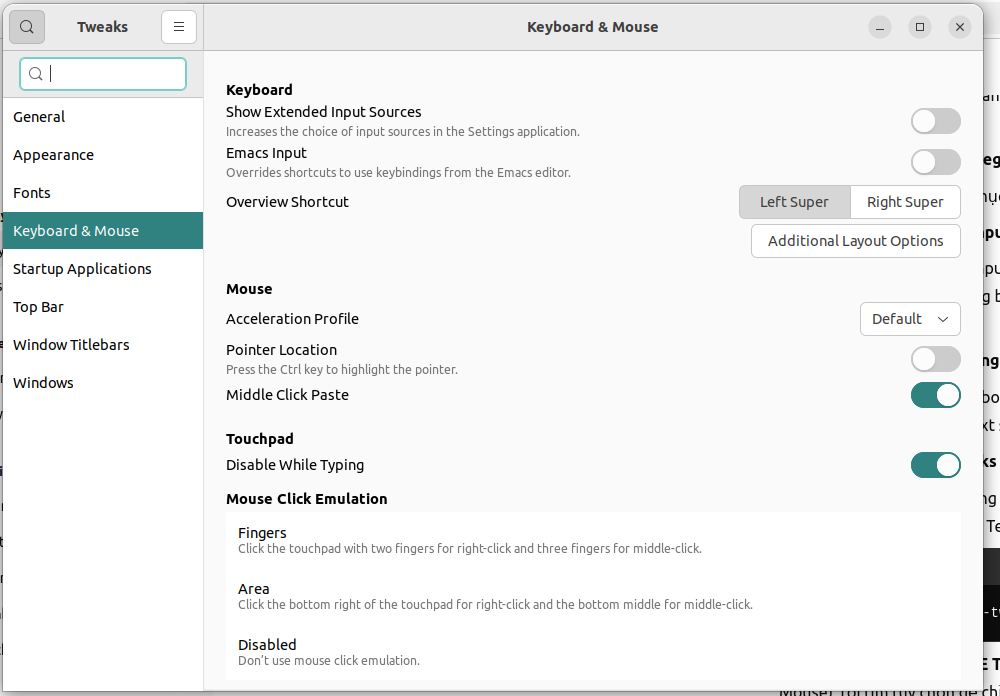 Tweaks
Keyboard & Mouse
General
Appearance
Fonts
Keyboard & Mouse
Startup Applications
Top Bar
Window Titlebars
Windows
Keyboard
Show Extended Input Sources
Increases the choice of input sources in the Settings application.
Emacs Input
Overrides shortcuts to use keybindings from the Emacs editor.
Overview Shortcut
Left Super
Right Super
Additional Layout Options
Mouse
Acceleration Profile
Default
Pointer Location
Press the Ctrl key to highlight the pointer.
Middle Click Paste
Touchpad
Disable While Typing
Mouse Click Emulation
Fingers
Click the touchpad with two fingers for right-click and three fingers for middle-click.
Area
Click the bottom right of the touchpad for right-click and the bottom middle for middle-click.
Disabled
Don't use mouse click emulation.